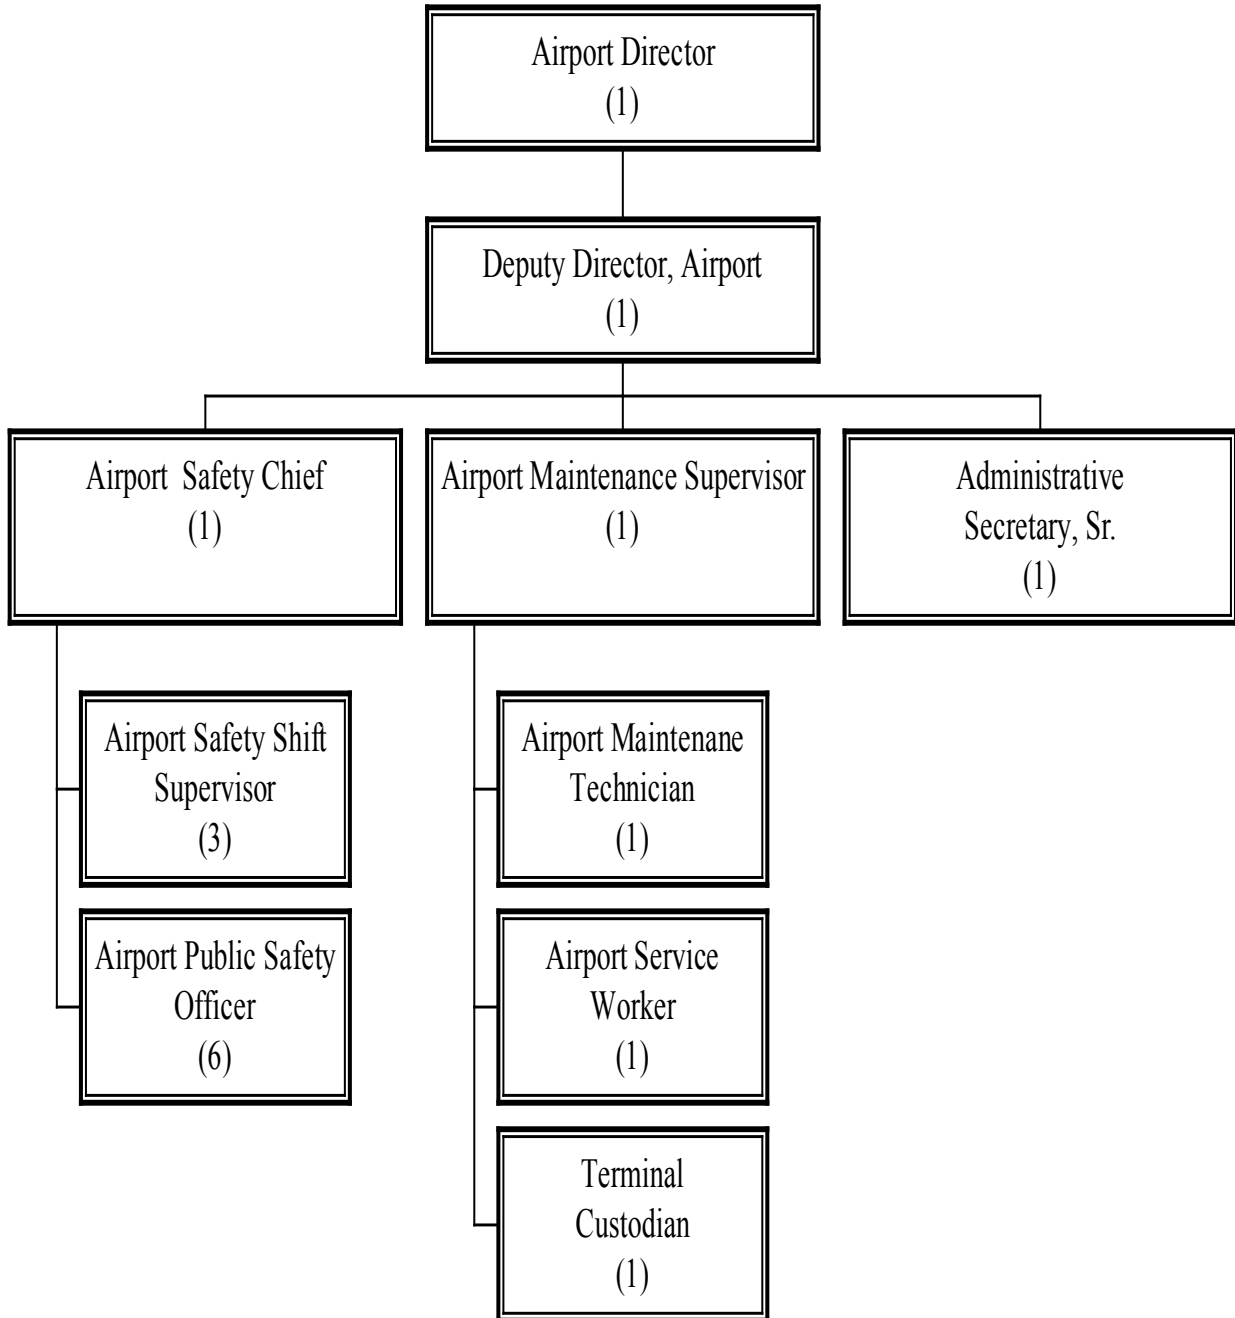 Airport Director
(1)
Deputy Director, Airport
(1)
Airport  Safety Chief
(1)
Airport Maintenance Supervisor
(1)
Administrative
Secretary, Sr.
(1)
Airport Safety Shift
Supervisor
(3)
Airport Public Safety
Officer
(6)
Airport Maintenane
Technician
(1)
Airport Service
Worker
(1)
Terminal
Custodian
(1)